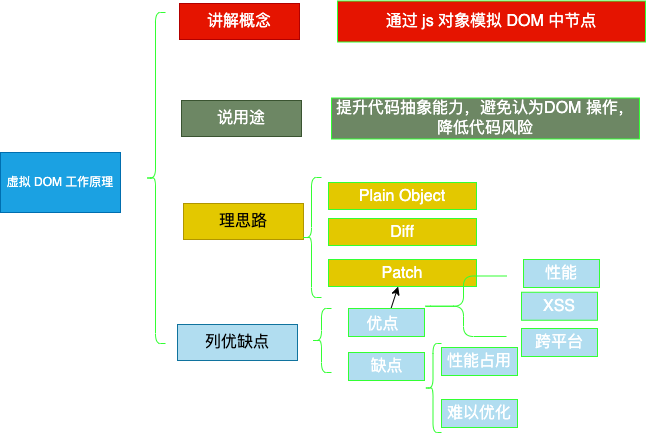 虚拟 DOM 工作原理
讲解概念
通过 js 对象模拟 DOM 中节点
说用途
提升代码抽象能力，避免认为DOM 操作，
降低代码风险
理思路
Plain Object
Diff
Patch
列优缺点
优点
性能
XSS
跨平台
缺点
性能占用
难以优化